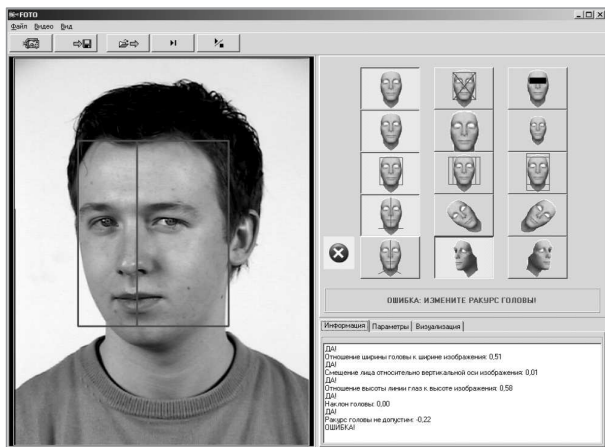 FOTO
Файл Видео Вид
ОШИБКА: ИЗМЕНИТЕ РАКУРС ГОЛОВЫ!
Информация Параметры Визуализация
ДА!
Отношение ширины головы к ширине изображения: 0,51
ДА!
Смещение лица относительно вертикальной оси изображения: 0,01
ДА!
Отношение высоты линии глаз к высоте изображения: 0,58
ДА!
Наклон головы: 0,00
ДА!
Ракурс головы не допустим: -0,22
ОШИБКА!